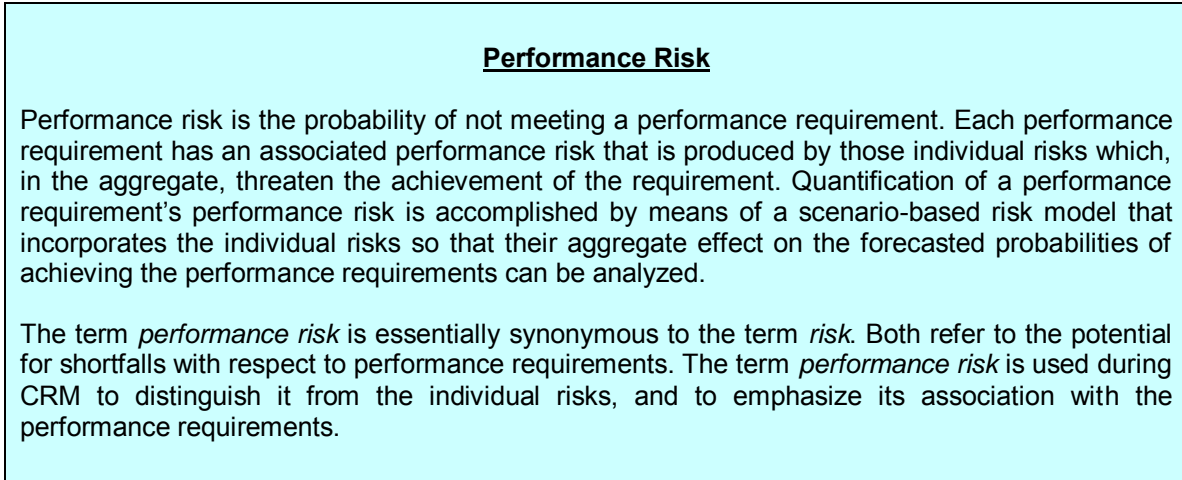 Performance Risk
Performance risk is the probability of not meeting a performance requirement. Each performance
requirement has an associated performance risk that is produced by those individual risks which,
in the aggregate, threaten the achievement of the requirement. Quantification of a performance
requirement’s performance risk is accomplished by means of a scenario-based risk model that
incorporates the individual risks so that their aggregate effect on the forecasted probabilities of
achieving the performance requirements can be analyzed.
The term performance risk is essentially synonymous to the term risk. Both refer to the potential
for shortfalls with respect to performance requirements. The term performance risk is used during
CRM to distinguish it from the individual risks, and to emphasize its association with the
performance requirements.